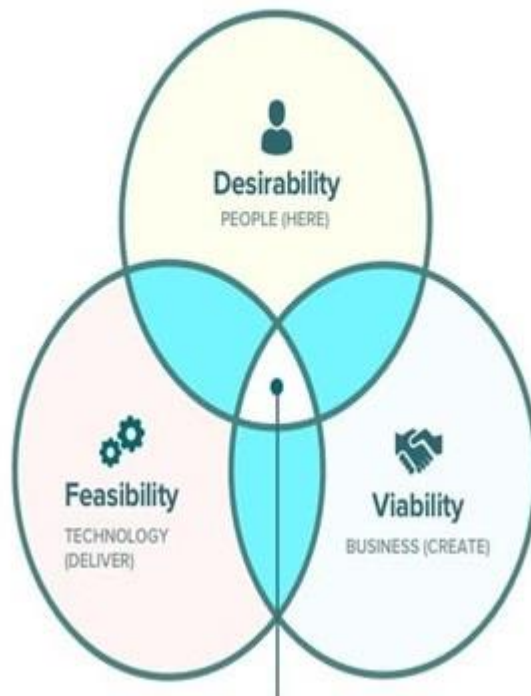 Desirability
PEOPLE (HERE)
Feasibility
TECHNOLOGY
(DELIVER)
Viability
BUSINESS (CREATE)